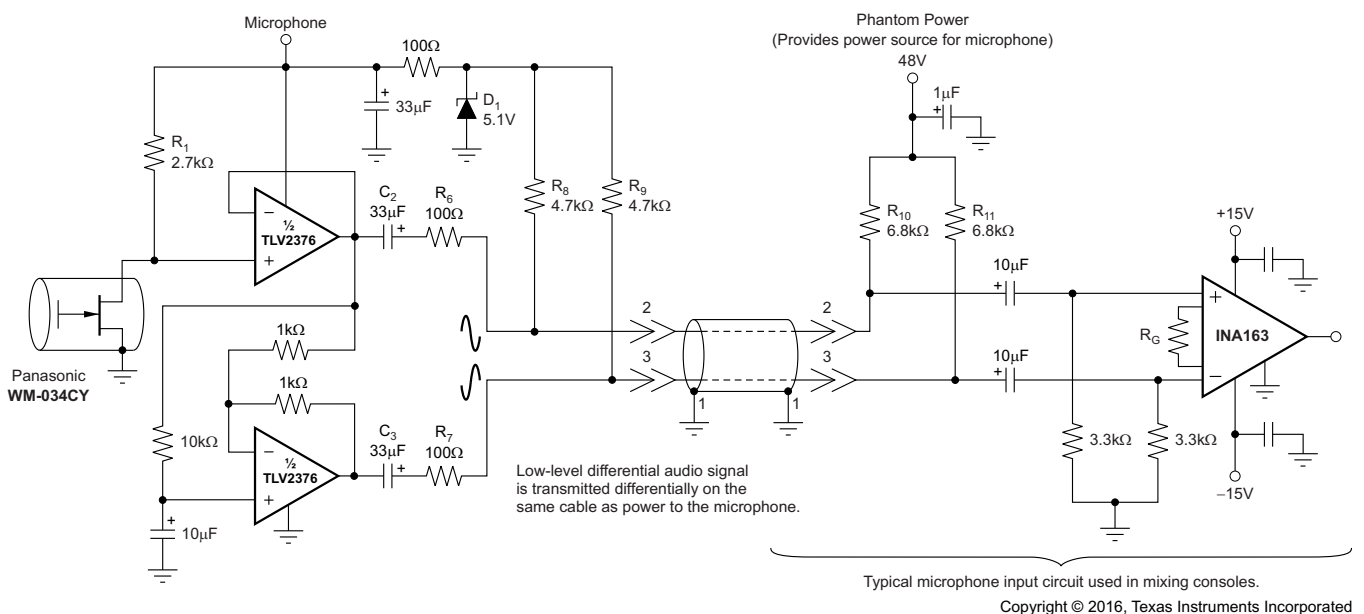 Microphone
100Ω
+
33µF
D1
5.1V
R1
2.7kΩ
−
½
TLV2376
+
C2
33µF
+
R6
100Ω
R8
4.7kΩ
R9
4.7kΩ
Phantom Power
(Provides power source for microphone)
48V
1µF
+
R10
6.8kΩ
R11
6.8kΩ
+15V
10µF
+
10µF
+
+
RG
INA163
−
−15V
3.3kΩ
3.3kΩ
2
2
3
3
1
1
Panasonic
WM-034CY
1kΩ
1kΩ
10kΩ
−
½
TLV2376
+
C3
33µF
+
R7
100Ω
+
10µF
Low-level differential audio signal
is transmitted differentially on the
same cable as power to the microphone.
Typical microphone input circuit used in mixing consoles.
Copyright © 2016, Texas Instruments Incorporated